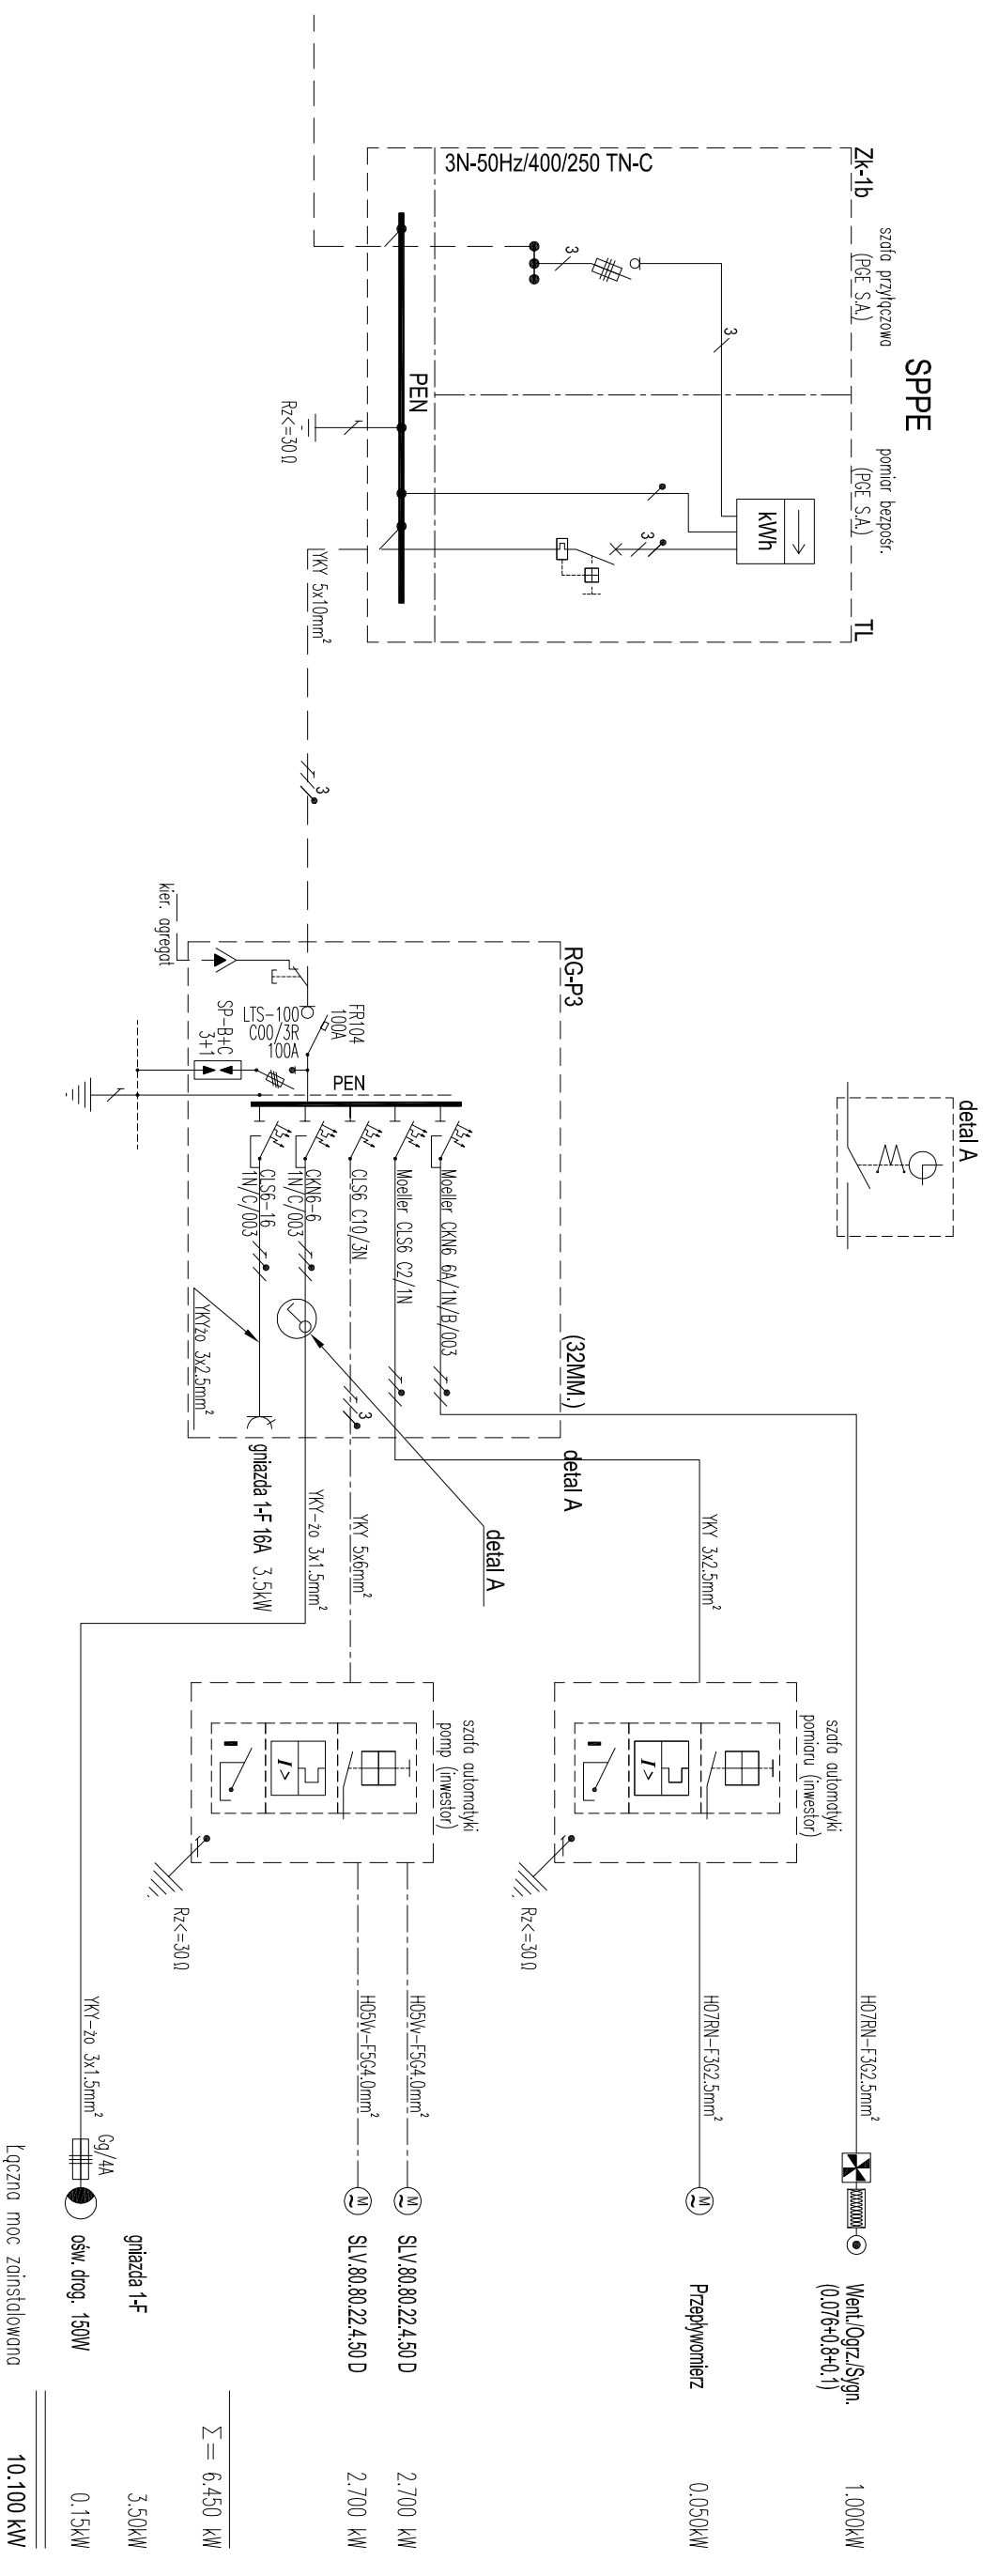 SPPE
Zk-1b
szafa przyłączowa
(PGE S.A.)
pomiar bezpośr.
(PGE S.A.)
TL
3N-50Hz/400/250 TN-C
3
3
kWh
3
PEN
Rz<=30Ω
YKY 5x10mm²
3
kier. agregat
RG-P3
(32MM.)
FR104
100A
LTS-100
C00/3R
100A
SP-B+C
3+1
PEN
Moeller CKN6 6A/1N/B/003
Moeller CLS6 C2/1N
CLS6 C10/3N
CKN6-6
1N/C/003
CLS6-16
1N/C/003
YKYżo 3x2.5mm²
3
detal A
detal A
detal A
gniazda 1-F 16A 3.5kW
YKY-żo 3x1.5mm²
YKY 5x6mm²
YKY 3x2.5mm²
szafa automatyki
pomiaru (inwestor)
I>
Rz<=30Ω
szafa automatyki
pomp (inwestor)
I>
Rz<=30Ω
H07RN-F3G2.5mm²
H07RN-F3G2.5mm²
H05Vv-F5G4.0mm²
H05Vv-F5G4.0mm²
YKY-żo 3x1.5mm²
Gg/4A
Went./Ogrz./Sygn.
(0.076+0.8+0.1)
1.000kW
M
~
Przepływomierz
0.050kW
M
~
SLV.80.80.22.4.50 D
2.700 kW
M
~
SLV.80.80.22.4.50 D
2.700 kW
Σ= 6.450 kW
gniazda 1-F
3.50kW
ośw. drog. 150W
0.15kW
Łączna moc zainstalowana
10.100 kW